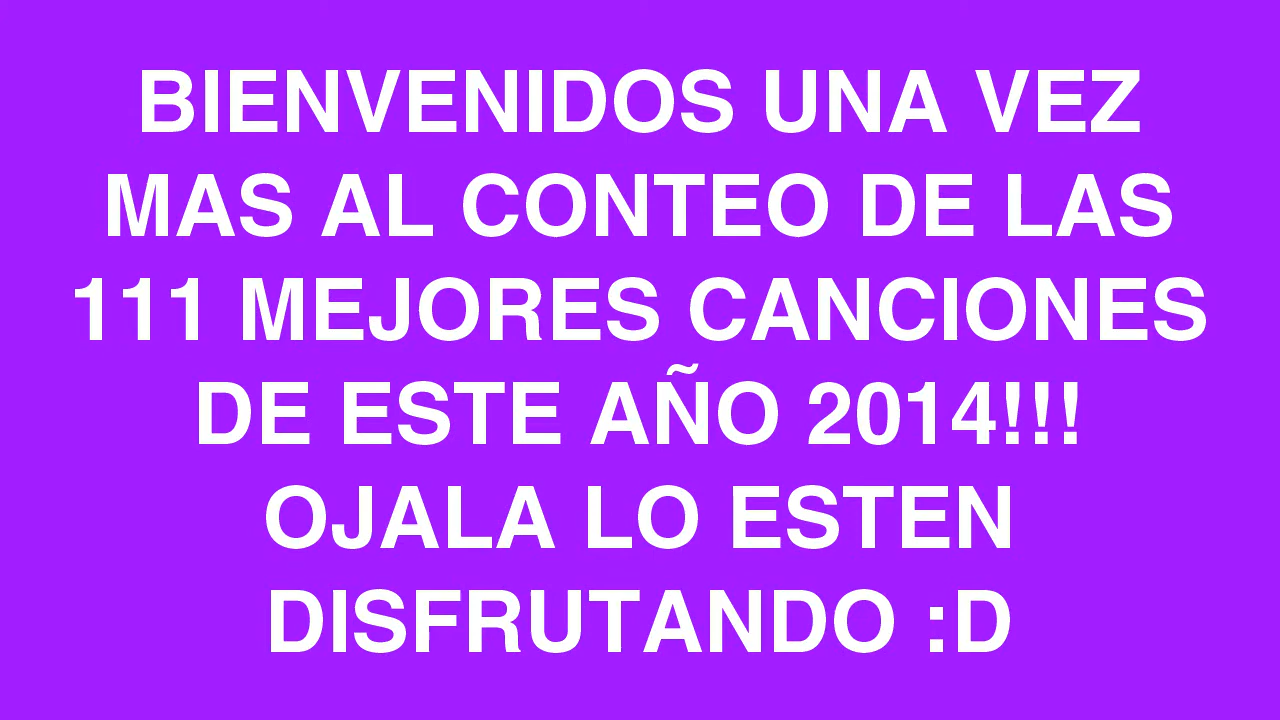 BIENVENIDOS UNA VEZ
MAS AL CONTEO DE LAS
111 MEJORES CANCIONES
DE ESTE AÑO 2014!!!
OJALA LO ESTEN
DISFRUTANDO :D